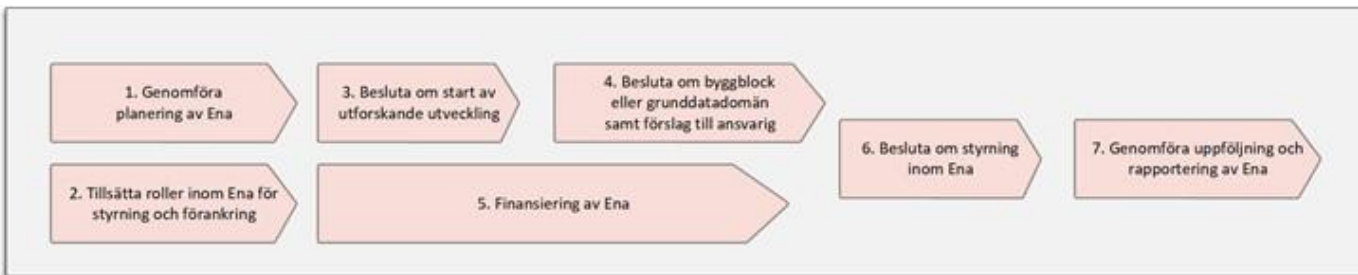 1. Genomföra
planering av Ena
3. Besluta om start av
utforskande utveckling
4. Besluta om byggblock
eller grunddatadomän
samt förslag till ansvarig
6. Besluta om styrning
inom Ena
7. Genomföra uppföljning och
rapportering av Ena
2. Tillsätta roller inom Ena för
styrning och förankring
5. Finansiering av Ena